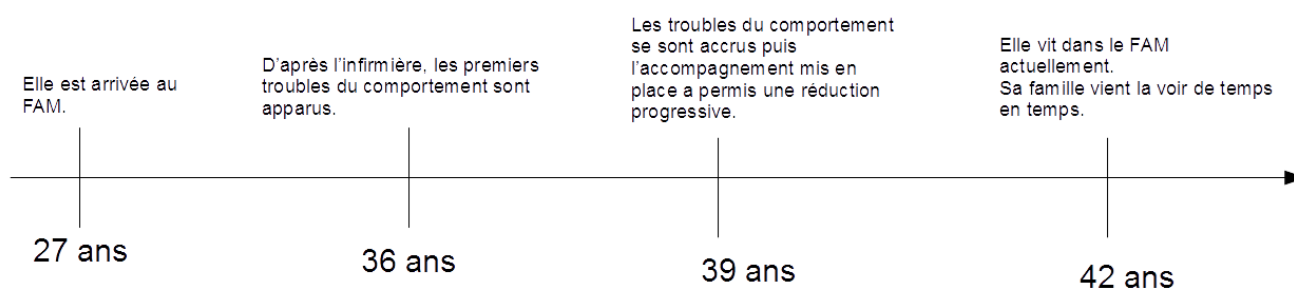 Elle est arrivée au
FAM.
D'après l'infirmière, les premiers
troubles du comportement sont
apparus.
Les troubles du comportement
se sont accrus puis
l'accompagnement mis en
place a permis une réduction
progressive.
Elle vit dans le FAM
actuellement.
Sa famille vient la voir de temps
en temps.
27 ans
36 ans
39 ans
42 ans